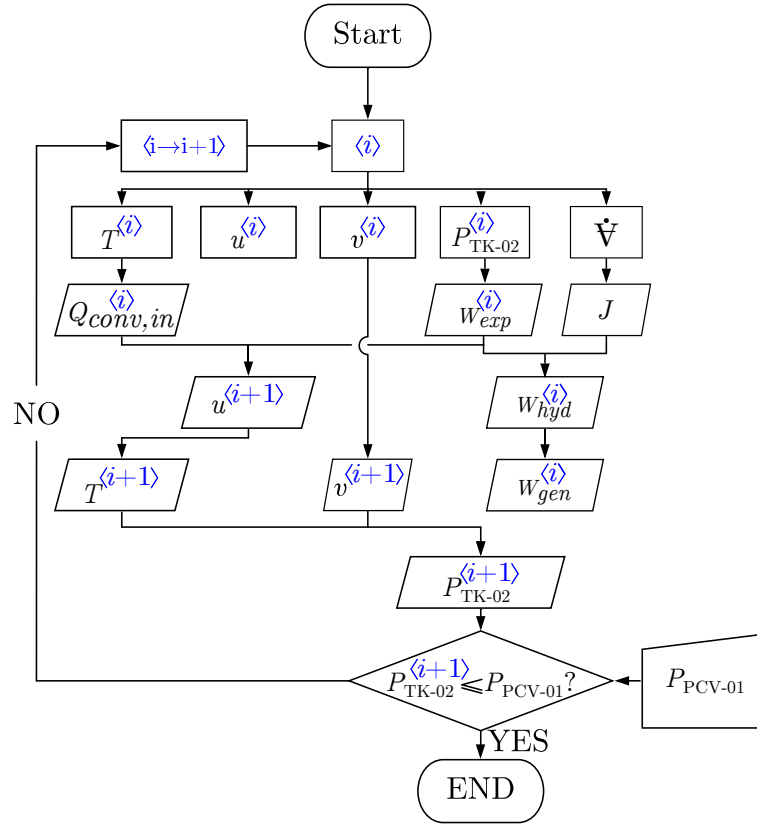 Start
⟨i→i+1⟩
⟨i⟩
T⟨i⟩
u⟨i⟩
v⟨i⟩
P⟨i⟩TK-02
V̶̇
Q⟨i⟩conv,in
W⟨i⟩exp
J
u⟨i+1⟩
W⟨i⟩hyd
NO
T⟨i+1⟩
v⟨i+1⟩
W⟨i⟩gen
P⟨i+1⟩TK-02
P⟨i+1⟩TK-02 ⩽ PPCV-01?
PPCV-01
YES
END